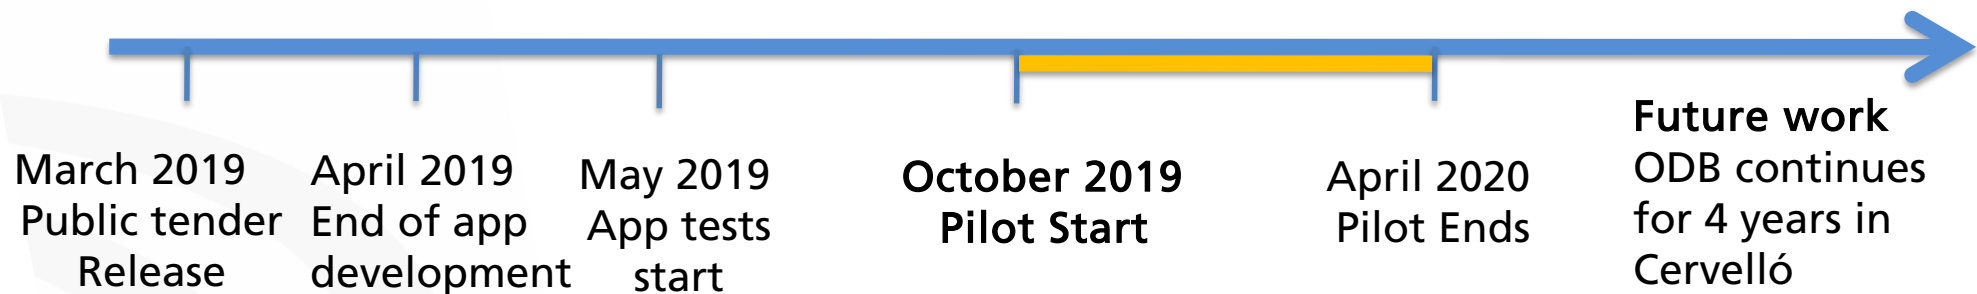 March 2019
Public tender
Release
April 2019
End of app
development
May 2019
App tests
start
October 2019
Pilot Start
April 2020
Pilot Ends
Future work
ODB continues
for 4 years in
Cervelló